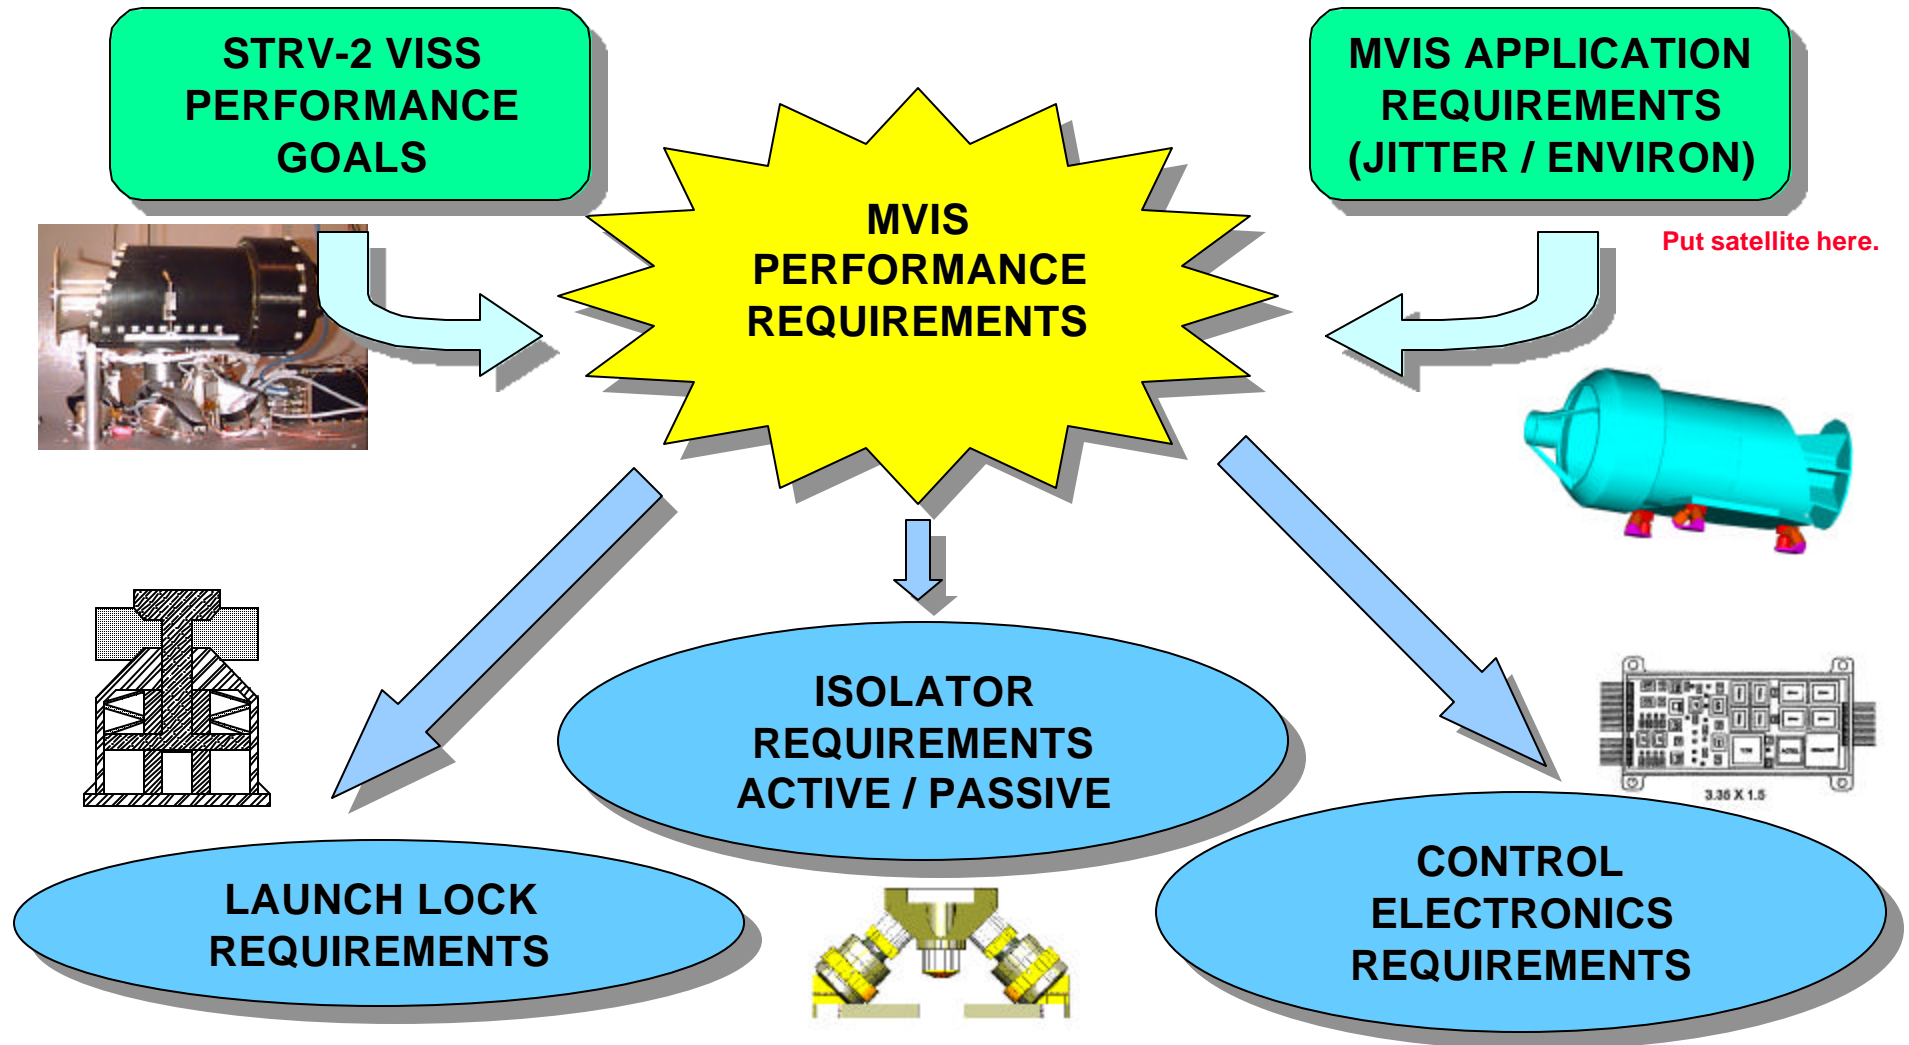 STRV-2 VISS
PERFORMANCE
GOALS
MVIS APPLICATION
REQUIREMENTS
(JITTER / ENVIRON)
MVIS
PERFORMANCE
REQUIREMENTS
Put satellite here.
ISOLATOR
REQUIREMENTS
ACTIVE / PASSIVE
3.35 X 1.5
LAUNCH LOCK
REQUIREMENTS
CONTROL
ELECTRONICS
REQUIREMENTS